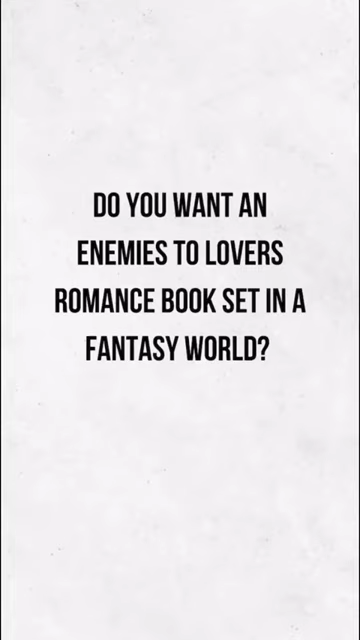 DO YOU WANT AN
ENEMIES TO LOVERS
ROMANCE BOOK SET IN A
FANTASY WORLD?